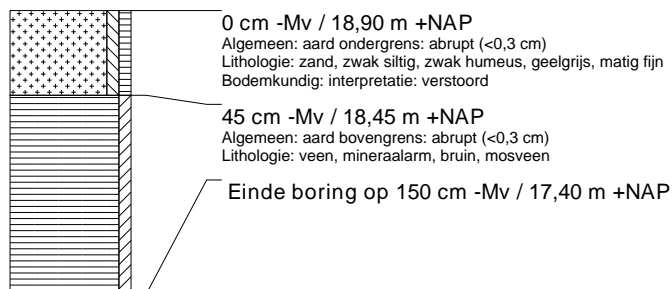 0 cm -Mv / 18,90 m +NAP
Algemeen: aard ondergrens: abrupt (<0,3 cm)
Lithologie: zand, zwak siltig, zwak humeus, geelgrijs, matig fijn
Bodemkundig: interpretatie: verstoord
45 cm -Mv / 18,45 m +NAP
Algemeen: aard bovengrens: abrupt (<0,3 cm)
Lithologie: veen, mineraalarm, bruin, mosveen
Einde boring op 150 cm -Mv / 17,40 m +NAP